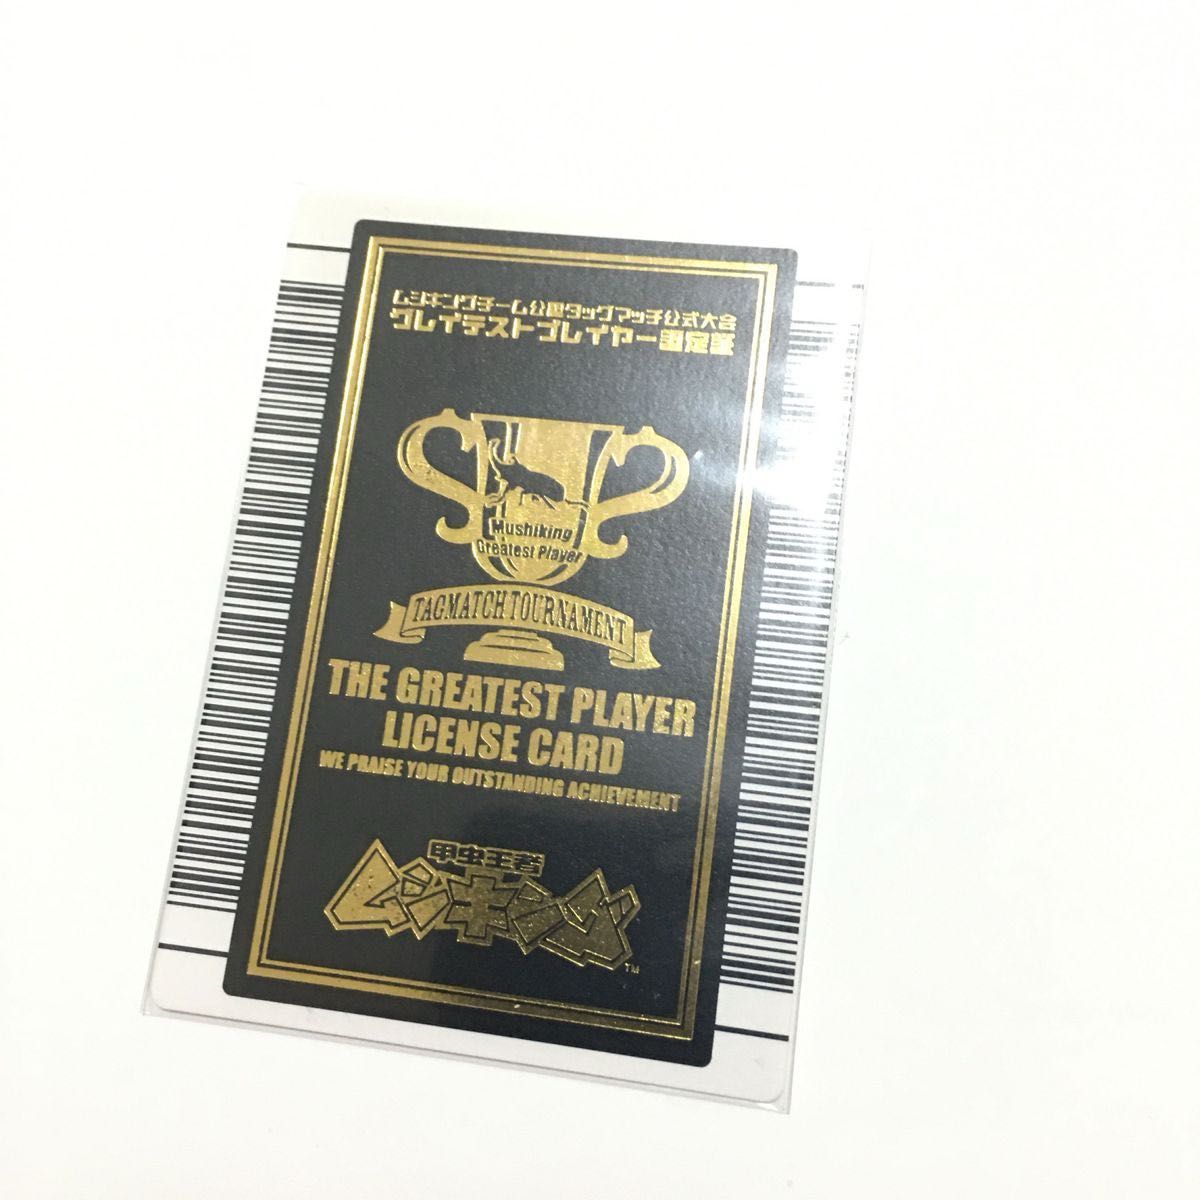 ムシキングチーム公国タッグマッチ公式大会
グレイテストプレイヤー認定証
Mushiking
Greatest Player
TAGMATCH TOURNAMENT
THE GREATEST PLAYER
LICENSE CARD
WE PRAISE YOUR OUTSTANDING ACHIEVEMENT
甲虫王者
ムシキング
TM